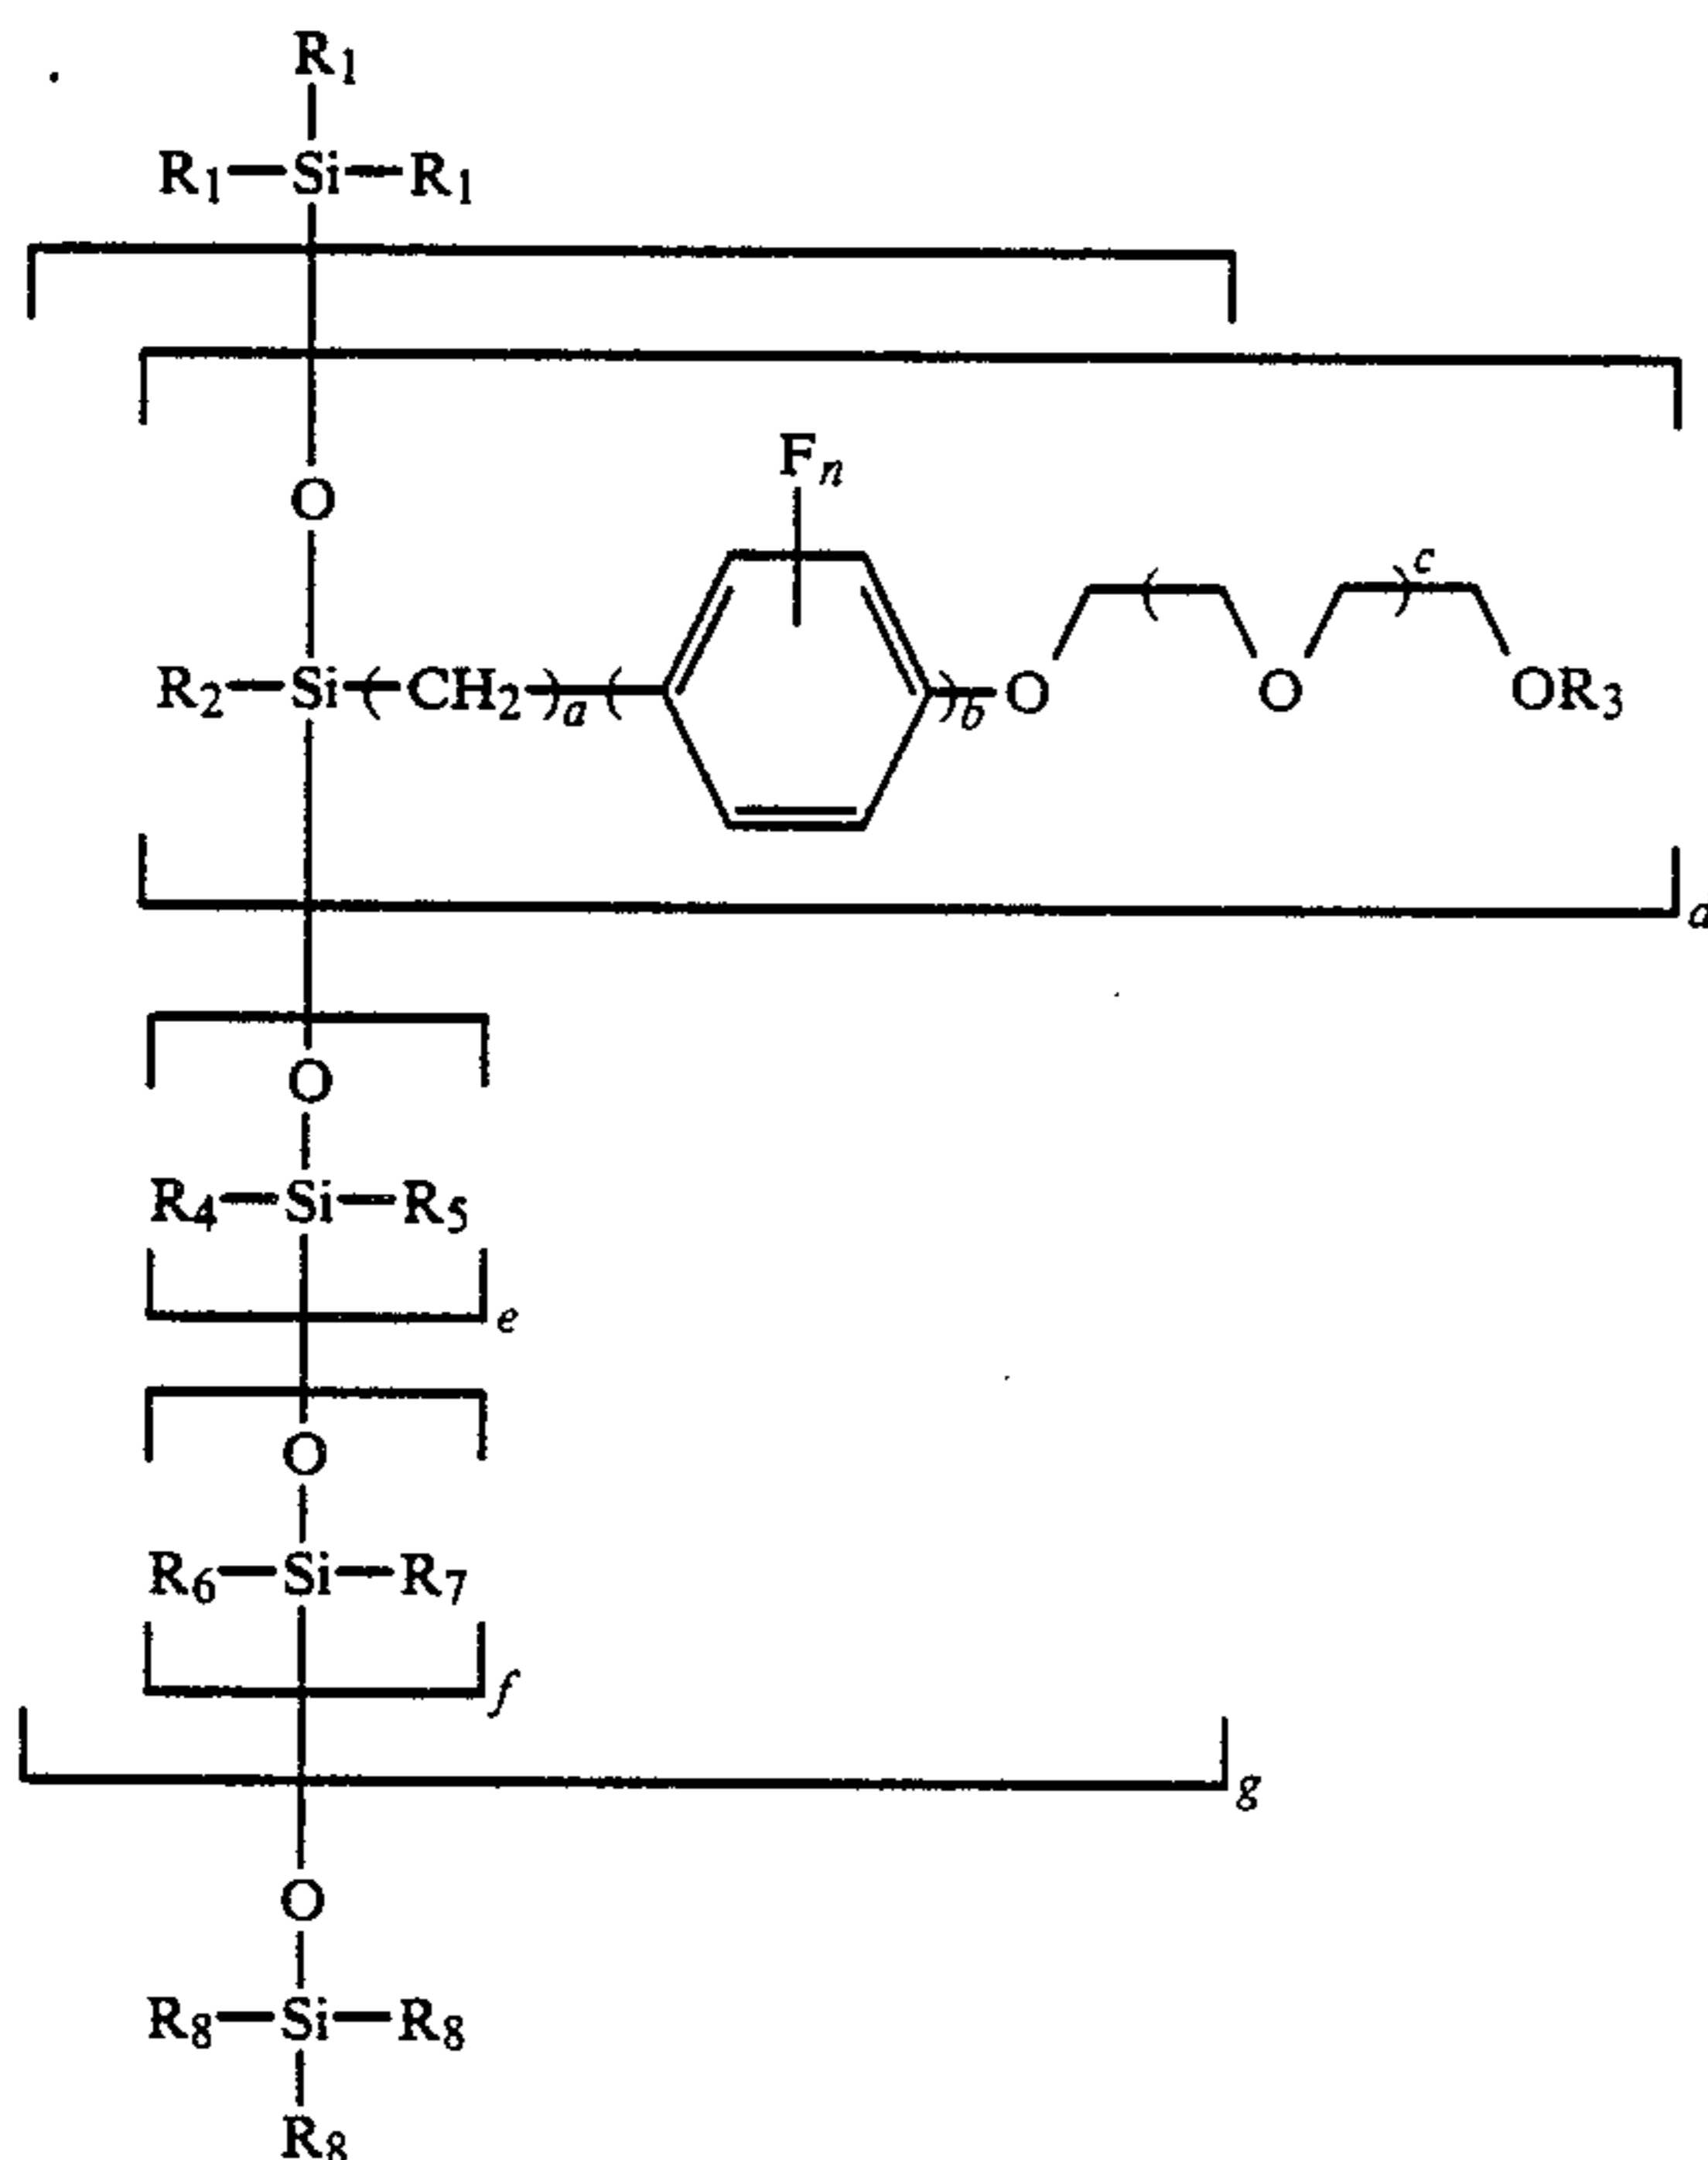 R1
R1—Si—R1
Fn
O
c
R2—Si—(CH2)a( )b—O ( O ) OR3
O
R4—Si—R5
e
O
R6—Si—R7
f
g
O
R8—Si—R8
R8